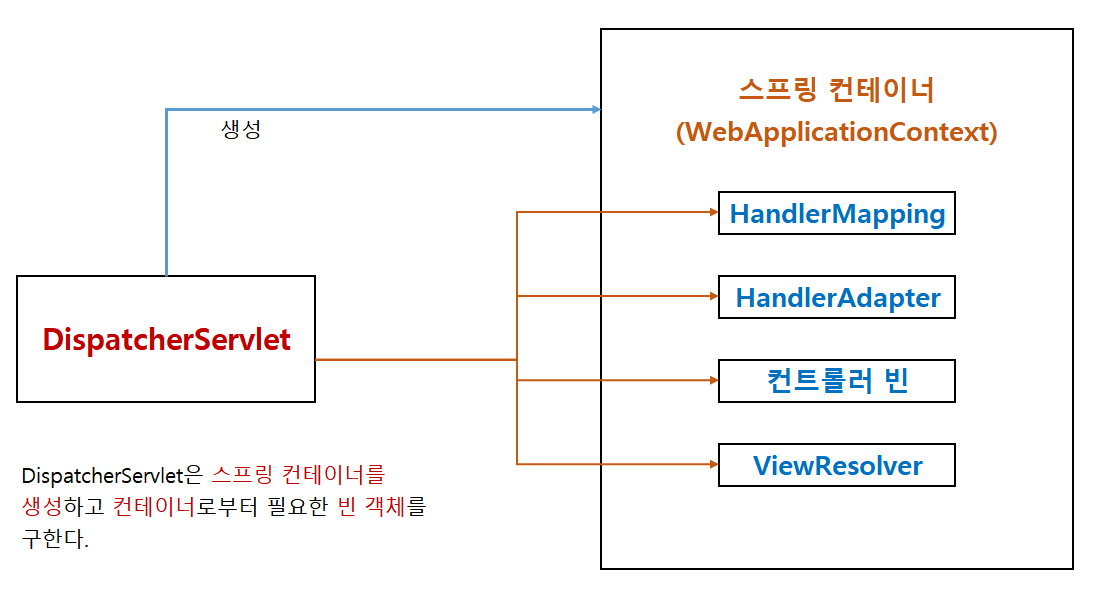 스프링 컨테이너
(WebApplicationContext)
생성
HandlerMapping
HandlerAdapter
DispatcherServlet
컨트롤러 빈
ViewResolver
DispatcherServlet은 스프링 컨테이너를
생성하고 컨테이너로부터 필요한 빈 객체를
구한다.